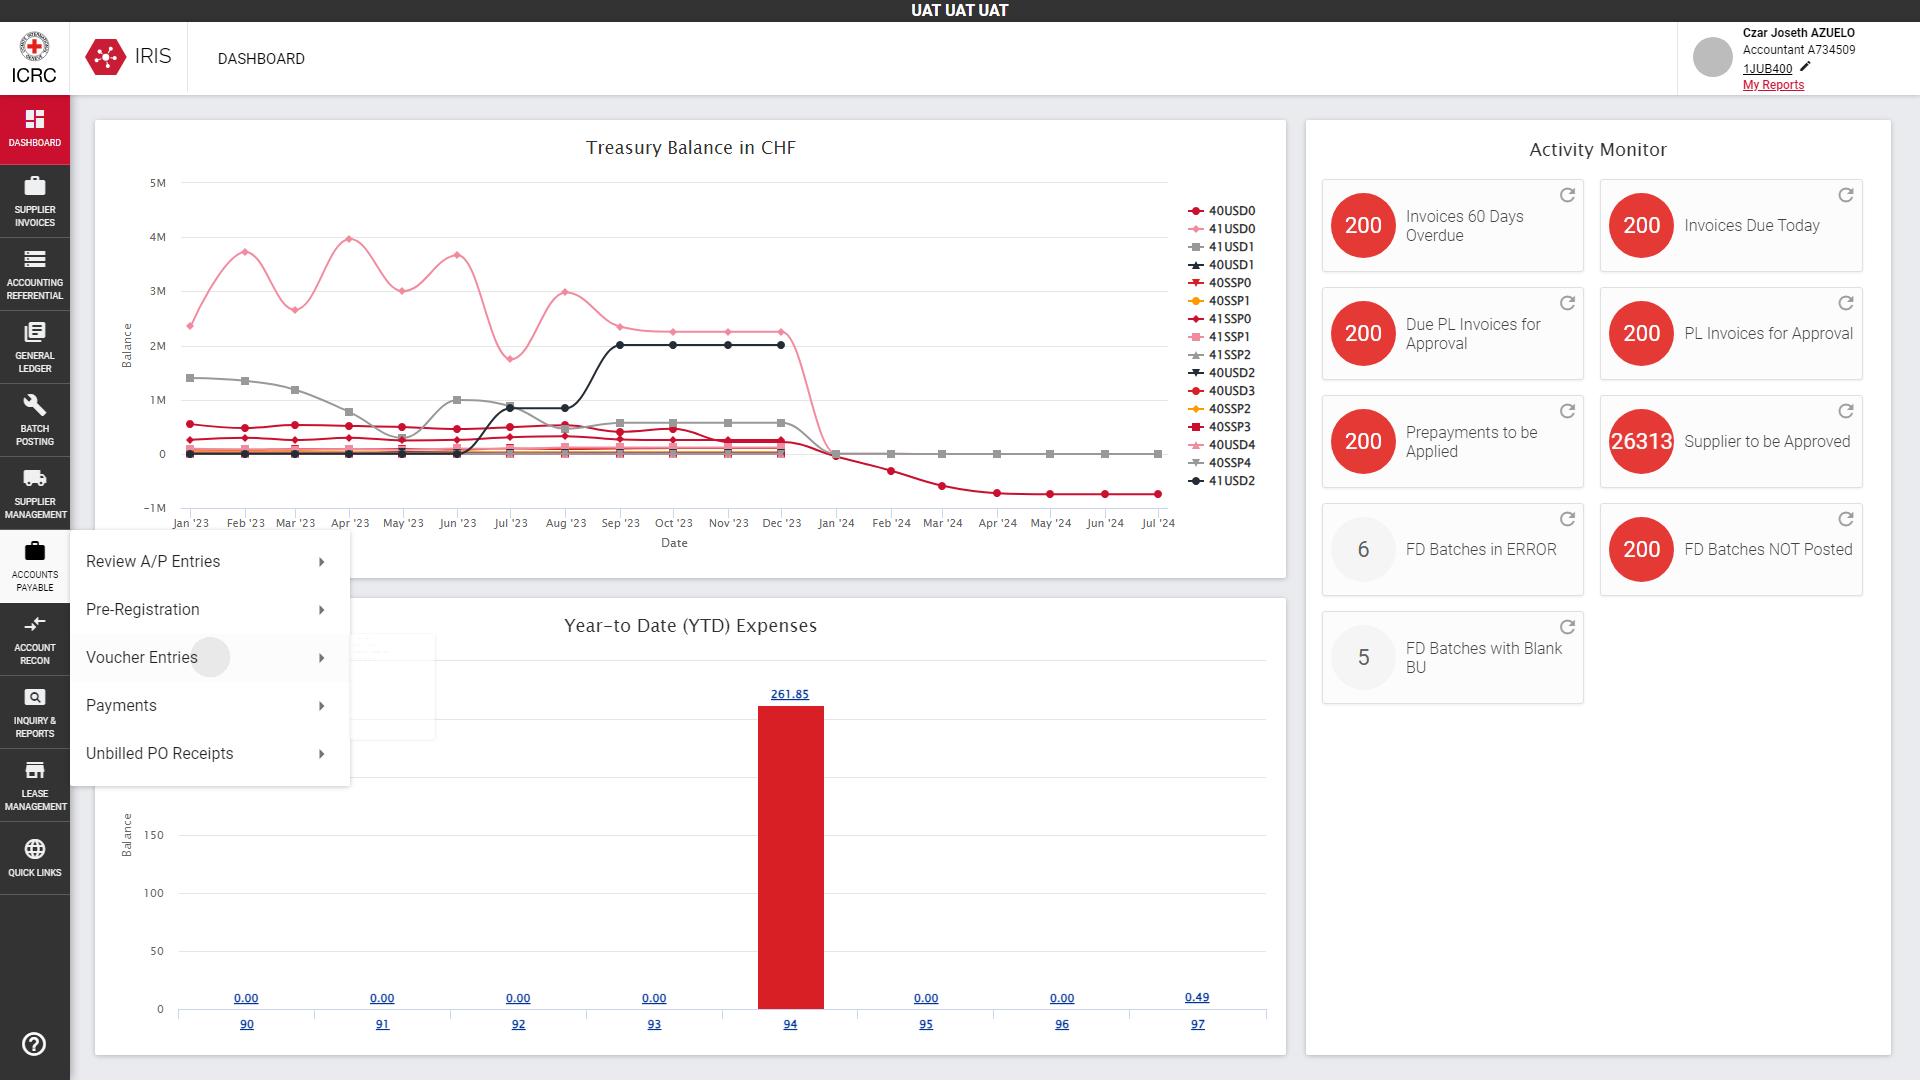 UAT UAT UAT
ICRC
IRIS
DASHBOARD
Czar Joseth AZUELO
Accountant A734509
1JUB400
My Reports
DASHBOARD
SUPPLIER
INVOICES
ACCOUNTING
REFERENTIAL
GENERAL
LEDGER
BATCH
POSTING
SUPPLIER
MANAGEMENT
ACCOUNTS
PAYABLE
ACCOUNT
RECON
INQUIRY &
REPORTS
LEASE
MANAGEMENT
QUICK LINKS
Review A/P Entries
Pre-Registration
Voucher Entries
Payments
Unbilled PO Receipts
Treasury Balance in CHF
5M
4M
3M
2M
1M
0
-1M
Balance
Jan '23 Feb '23 Mar '23 Apr '23 May '23 Jun '23 Jul '23 Aug '23 Sep '23 Oct '23 Nov '23 Dec '23 Jan '24 Feb '24 Mar '24 Apr '24 May '24 Jun '24 Jul '24
Date
40USD0
41USD0
41USD1
40USD1
40SSP0
40SSP1
41SSP0
41SSP1
41SSP2
40USD2
40USD3
40SSP2
40SSP3
40USD4
40SSP4
41USD2
Year-to Date (YTD) Expenses
Balance
150
100
50
0
0.00 0.00 0.00 0.00 261.85 0.00 0.00 0.49
90 91 92 93 94 95 96 97
Activity Monitor
200 Invoices 60 Days
Overdue
200 Invoices Due Today
200 Due PL Invoices for
Approval
200 PL Invoices for Approval
200 Prepayments to be
Applied
26313 Supplier to be Approved
6 FD Batches in ERROR
200 FD Batches NOT Posted
5 FD Batches with Blank
BU